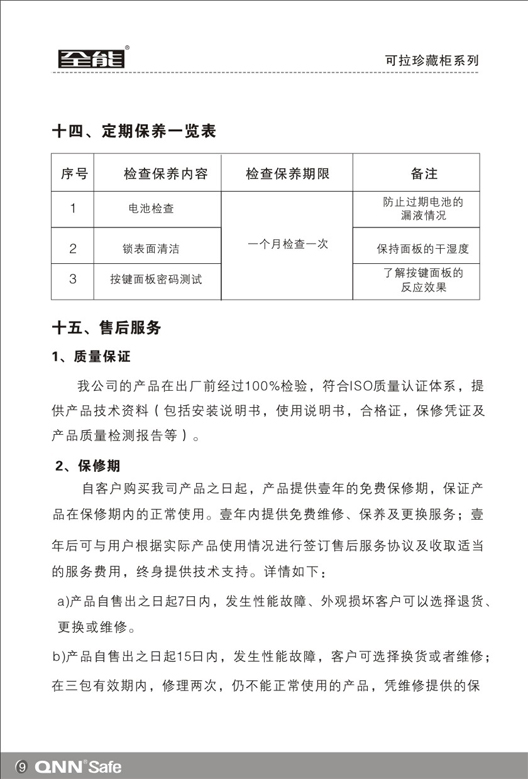 全能®
可拉珍藏柜系列
十四、定期保养一览表
序号 检查保养内容 检查保养期限 备注
1 电池检查 一个月检查一次 防止过期电池的
漏液情况
2 锁表面清洁 保持面板的干湿度
3 按键面板密码测试 了解按键面板的
反应效果
十五、售后服务
1、质量保证
我公司的产品在出厂前经过100%检验，符合ISO质量认证体系，提
供产品技术资料（包括安装说明书，使用说明书，合格证，保修凭证及
产品质量检测报告等）。
2、保修期
自客户购买我司产品之日起，产品提供壹年的免费保修期，保证产
品在保修期内的正常使用。壹年内提供免费维修、保养及更换服务；壹
年后可与用户根据实际产品使用情况进行签订售后服务协议及收取适当
的服务费用，终身提供技术支持。详情如下：
a)产品自售出之日起7日内，发生性能故障、外观损坏客户可以选择退货、
更换或维修。
b)产品自售出之日起15日内，发生性能故障，客户可选择换货或者维修；
在三包有效期内，修理两次，仍不能正常使用的产品，凭维修提供的保
9 QNN® Safe